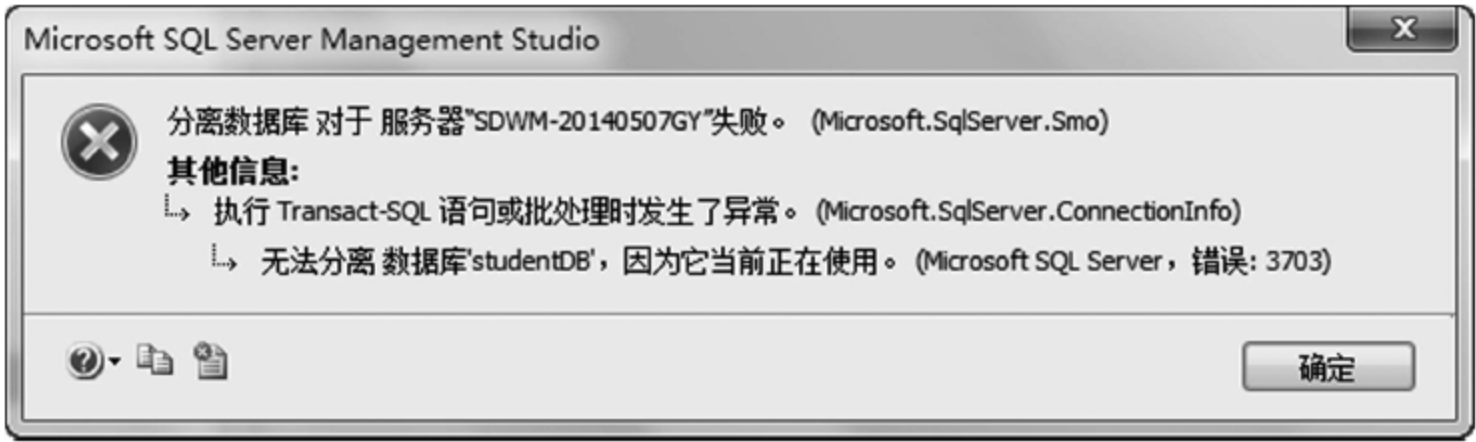 Microsoft SQL Server Management Studio
分离数据库 对于 服务器“SDWM-20140507GY”失败。 (Microsoft.SqlServer.Smo)
其他信息:
执行 Transact-SQL 语句或批处理时发生了异常。 (Microsoft.SqlServer.ConnectionInfo)
无法分离 数据库'studentDB'，因为它当前正在使用。 (Microsoft SQL Server，错误: 3703)
确定